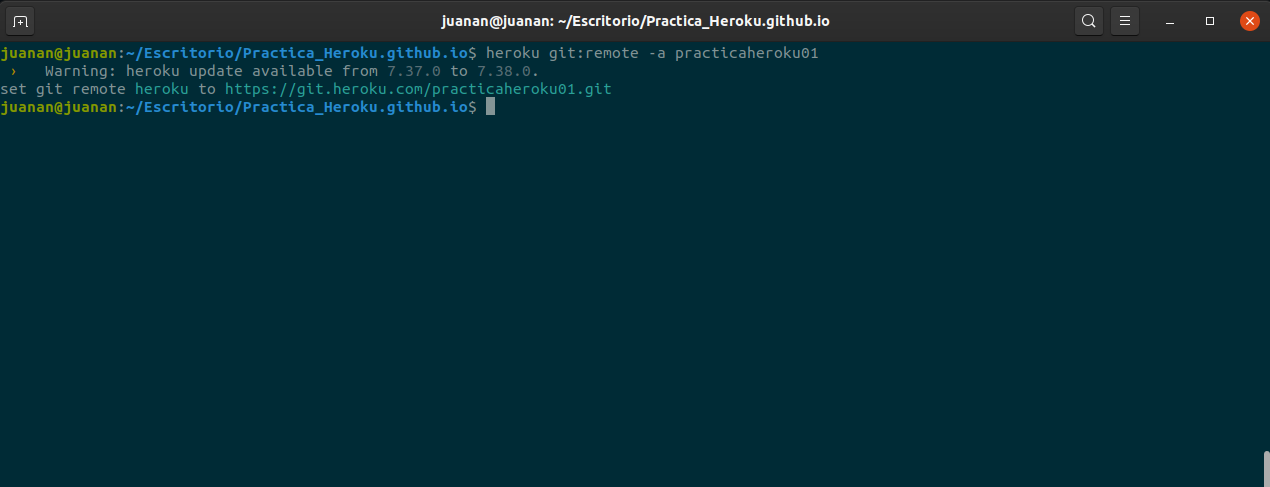 juanan@juanan: ~/Escritorio/Practica_Heroku.github.io
juanan@juanan:~/Escritorio/Practica_Heroku.github.io$ heroku git:remote -a practicaheroku01
›   Warning: heroku update available from 7.37.0 to 7.38.0.
set git remote heroku to https://git.heroku.com/practicaheroku01.git
juanan@juanan:~/Escritorio/Practica_Heroku.github.io$